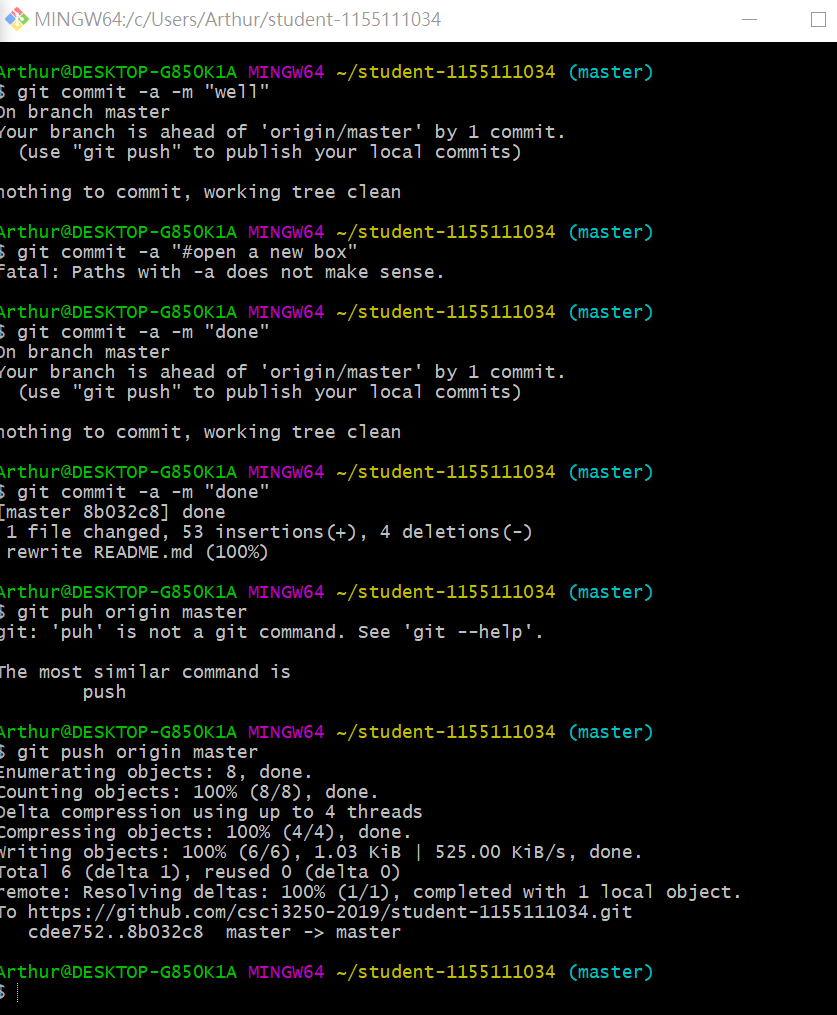 MINGW64:/c/Users/Arthur/student-1155111034
Arthur@DESKTOP-G850K1A MINGW64 ~/student-1155111034 (master)
$ git commit -a -m "well"
On branch master
Your branch is ahead of 'origin/master' by 1 commit.
  (use "git push" to publish your local commits)
nothing to commit, working tree clean
Arthur@DESKTOP-G850K1A MINGW64 ~/student-1155111034 (master)
$ git commit -a "#open a new box"
fatal: Paths with -a does not make sense.
Arthur@DESKTOP-G850K1A MINGW64 ~/student-1155111034 (master)
$ git commit -a -m "done"
On branch master
Your branch is ahead of 'origin/master' by 1 commit.
  (use "git push" to publish your local commits)
nothing to commit, working tree clean
Arthur@DESKTOP-G850K1A MINGW64 ~/student-1155111034 (master)
$ git commit -a -m "done"
[master 8b032c8] done
 1 file changed, 53 insertions(+), 4 deletions(-)
 rewrite README.md (100%)
Arthur@DESKTOP-G850K1A MINGW64 ~/student-1155111034 (master)
$ git puh origin master
git: 'puh' is not a git command. See 'git --help'.
The most similar command is
        push
Arthur@DESKTOP-G850K1A MINGW64 ~/student-1155111034 (master)
$ git push origin master
Enumerating objects: 8, done.
Counting objects: 100% (8/8), done.
Delta compression using up to 4 threads
Compressing objects: 100% (4/4), done.
Writing objects: 100% (6/6), 1.03 KiB | 525.00 KiB/s, done.
Total 6 (delta 1), reused 0 (delta 0)
remote: Resolving deltas: 100% (1/1), completed with 1 local object.
To https://github.com/csci3250-2019/student-1155111034.git
   cdee752..8b032c8  master -> master
Arthur@DESKTOP-G850K1A MINGW64 ~/student-1155111034 (master)
$